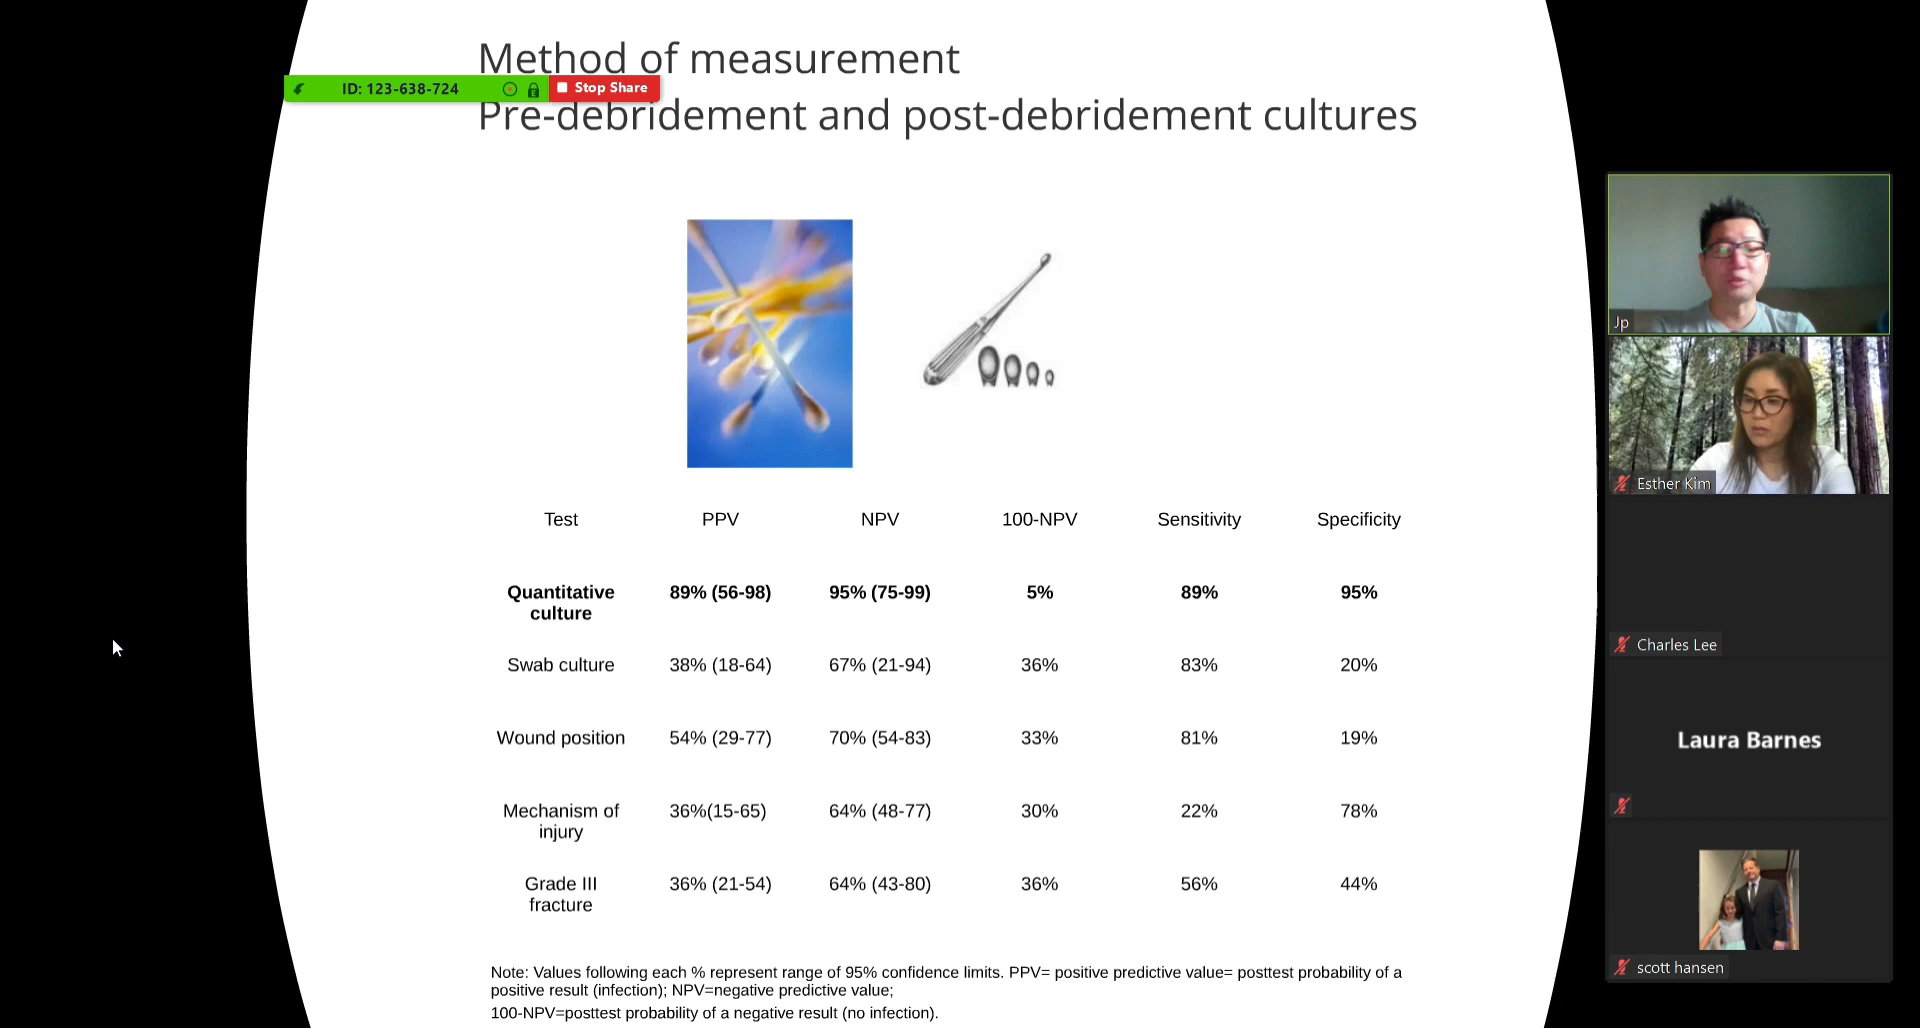 Method of measurement
ID: 123-638-724
Stop Share
Pre-debridement and post-debridement cultures
Test PPV NPV 100-NPV Sensitivity Specificity
Quantitative culture 89% (56-98) 95% (75-99) 5% 89% 95%
Swab culture 38% (18-64) 67% (21-94) 36% 83% 20%
Wound position 54% (29-77) 70% (54-83) 33% 81% 19%
Mechanism of injury 36%(15-65) 64% (48-77) 30% 22% 78%
Grade III fracture 36% (21-54) 64% (43-80) 36% 56% 44%
Note: Values following each % represent range of 95% confidence limits. PPV= positive predictive value= posttest probability of a
positive result (infection); NPV=negative predictive value;
100-NPV=posttest probability of a negative result (no infection).
Jp
Esther Kim
Charles Lee
Laura Barnes
scott hansen